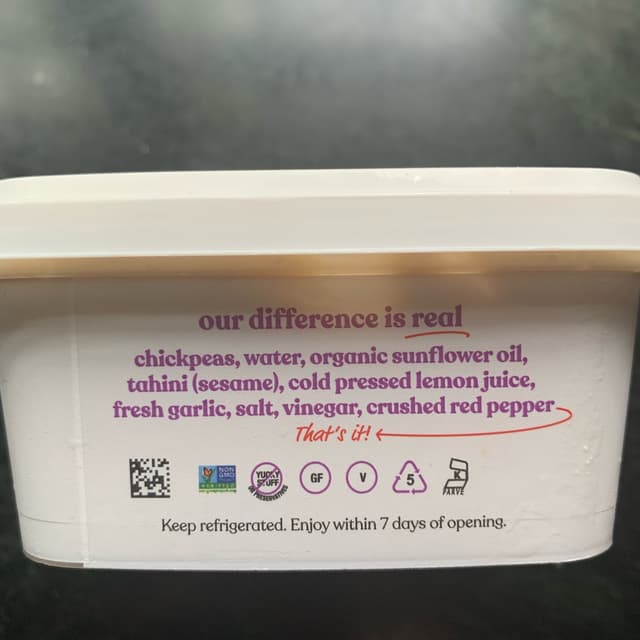 our difference is real
chickpeas, water, organic sunflower oil,
tahini (sesame), cold pressed lemon juice,
fresh garlic, salt, vinegar, crushed red pepper
That's it!
NON
GMO
YUCKY
STUFF
OR PRESERVATIVES
GF
V
5
K
PARVE
Keep refrigerated. Enjoy within 7 days of opening.